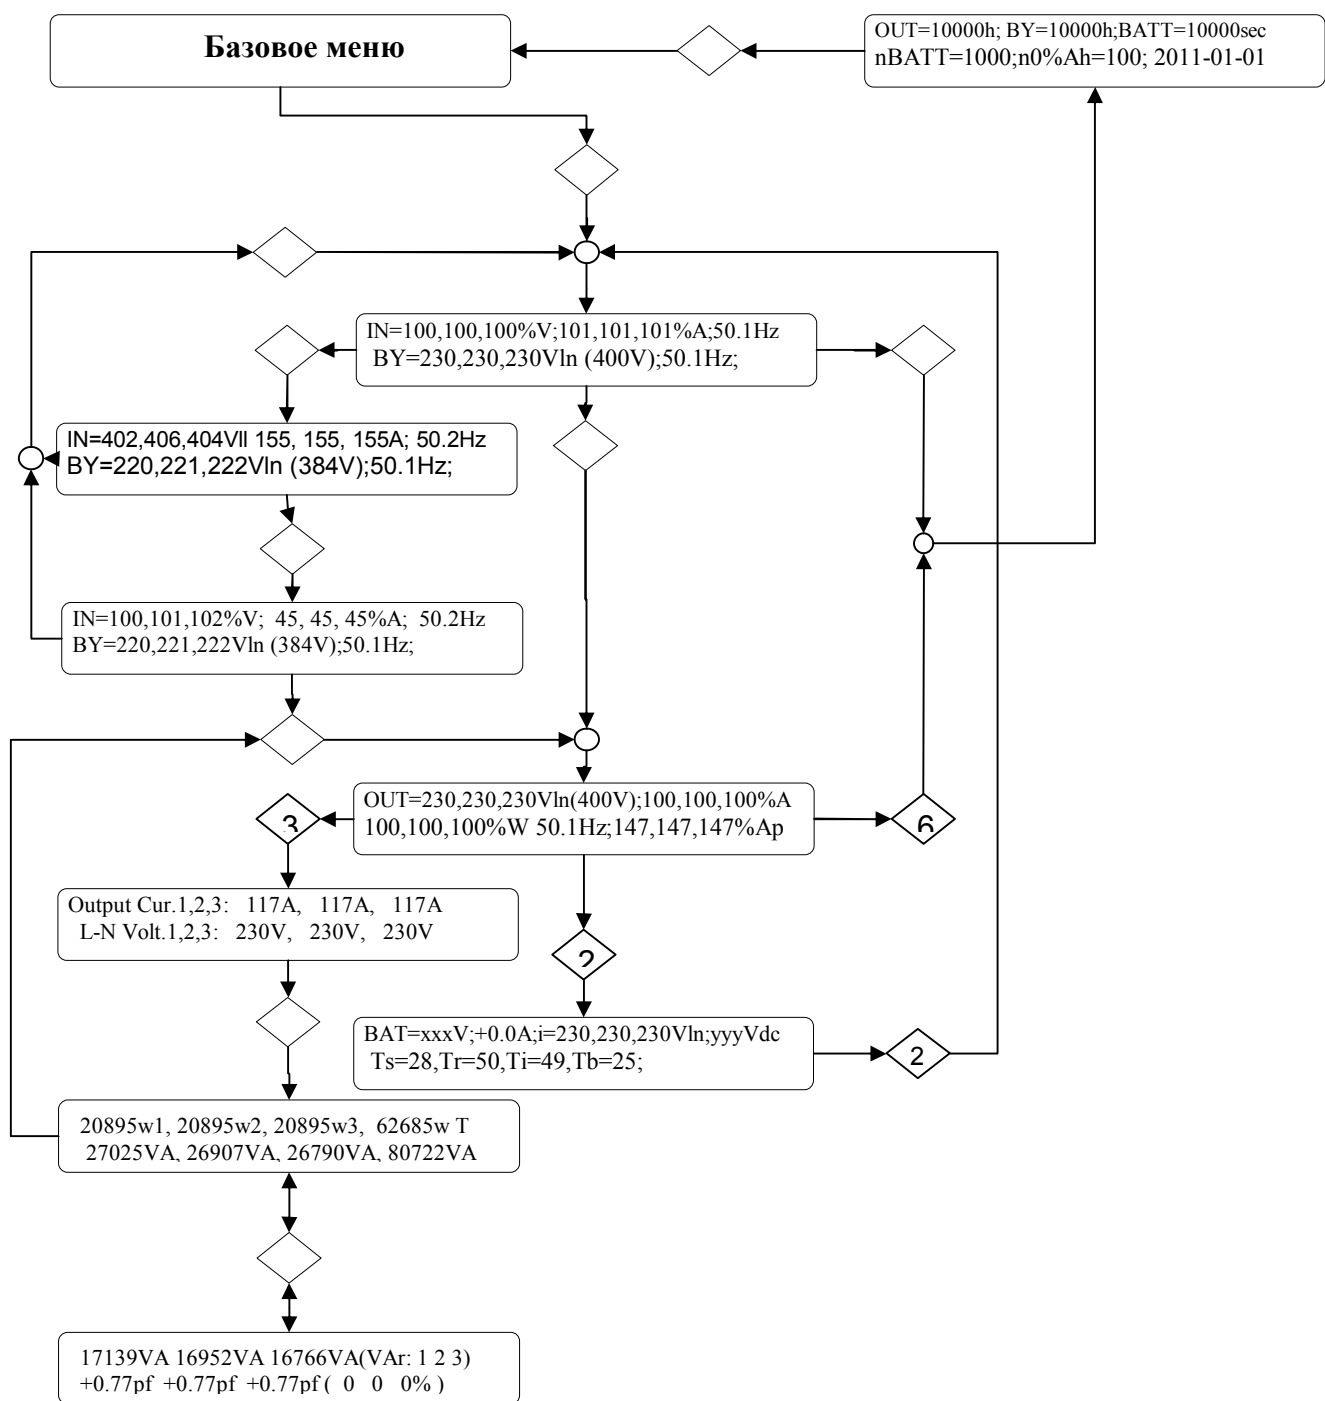 Базовое меню
OUT=10000h; BY=10000h;BATT=10000sec
nBATT=1000;n0%Ah=100; 2011-01-01
IN=100,100,100%V;101,101,101%A;50.1Hz
BY=230,230,230Vln (400V);50.1Hz;
IN=402,406,404Vll 155, 155, 155A; 50.2Hz
BY=220,221,222Vln (384V);50.1Hz;
IN=100,101,102%V; 45, 45, 45%A; 50.2Hz
BY=220,221,222Vln (384V);50.1Hz;
OUT=230,230,230Vln(400V);100,100,100%A
100,100,100%W 50.1Hz;147,147,147%Ap
3
6
Output Cur.1,2,3: 117A, 117A, 117A
L-N Volt.1,2,3: 230V, 230V, 230V
2
BAT=xxxV;+0.0A;i=230,230,230Vln;yyyVdc
Ts=28,Tr=50,Ti=49,Tb=25;
2
20895w1, 20895w2, 20895w3, 62685w T
27025VA, 26907VA, 26790VA, 80722VA
17139VA 16952VA 16766VA(VAr: 1 2 3)
+0.77pf +0.77pf +0.77pf ( 0 0 0% )